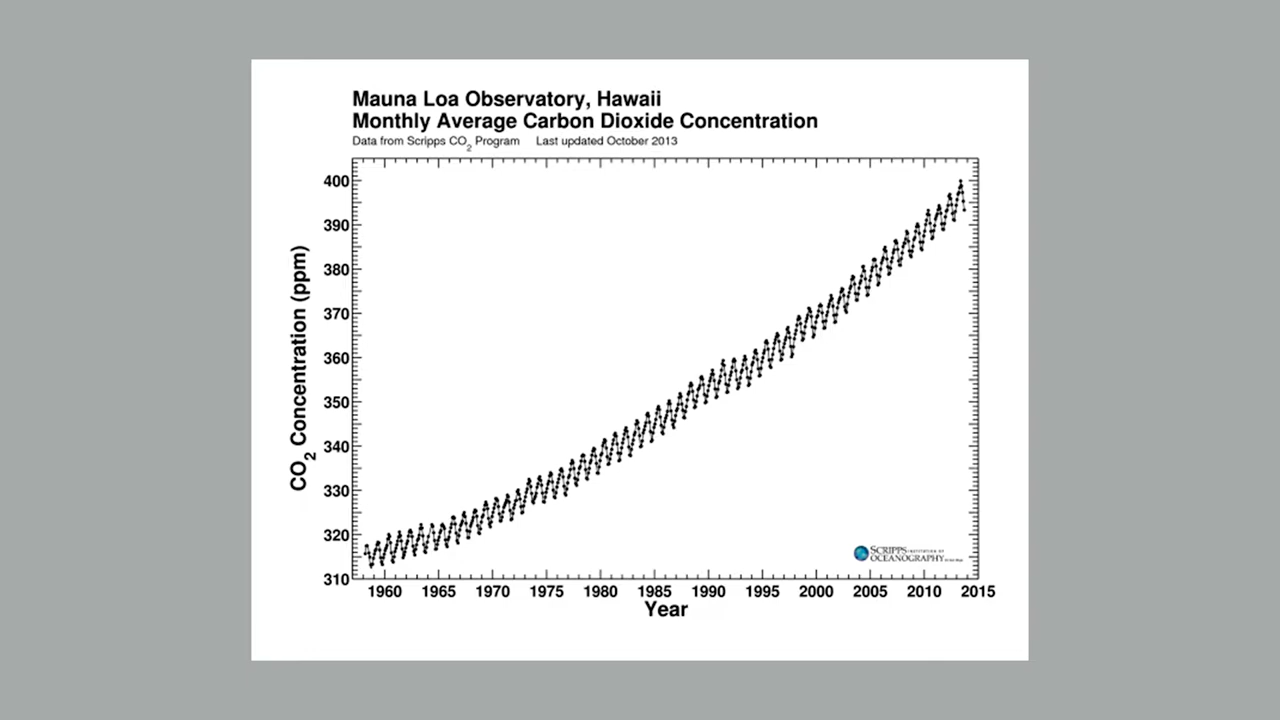 Mauna Loa Observatory, Hawaii
Monthly Average Carbon Dioxide Concentration
Data from Scripps CO2 Program Last updated October 2013
CO2 Concentration (ppm)
400
390
380
370
360
350
340
330
320
310
SCRIPPS INSTITUTION OF
OCEANOGRAPHY
1960 1965 1970 1975 1980 1985 1990 1995 2000 2005 2010 2015
Year